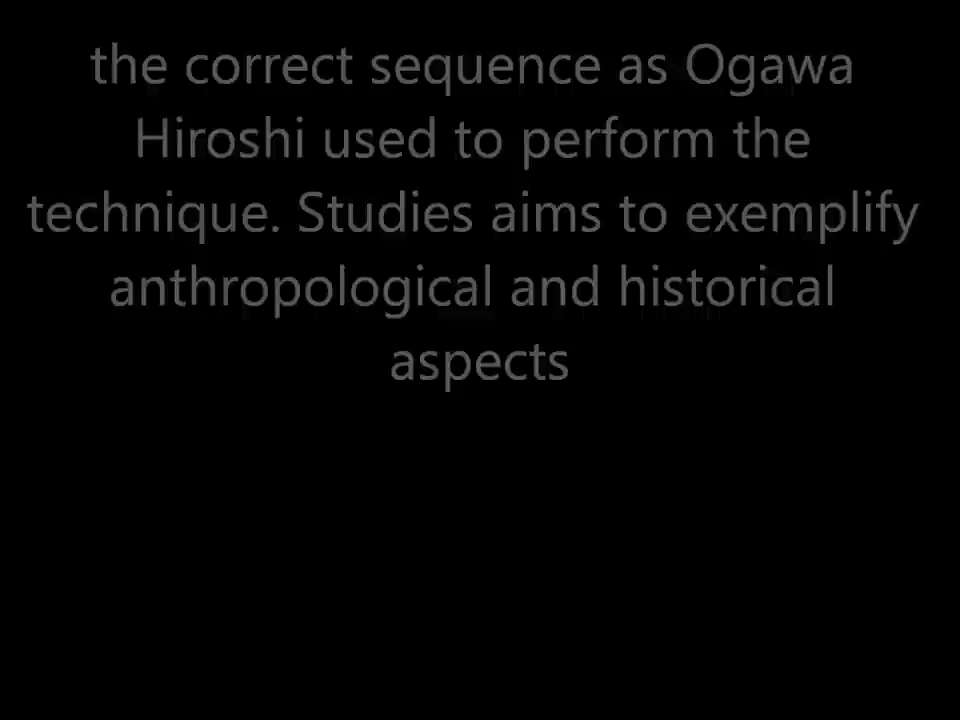 the correct sequence as Ogawa
Hiroshi used to perform the
technique. Studies aims to exemplify
anthropological and historical
aspects